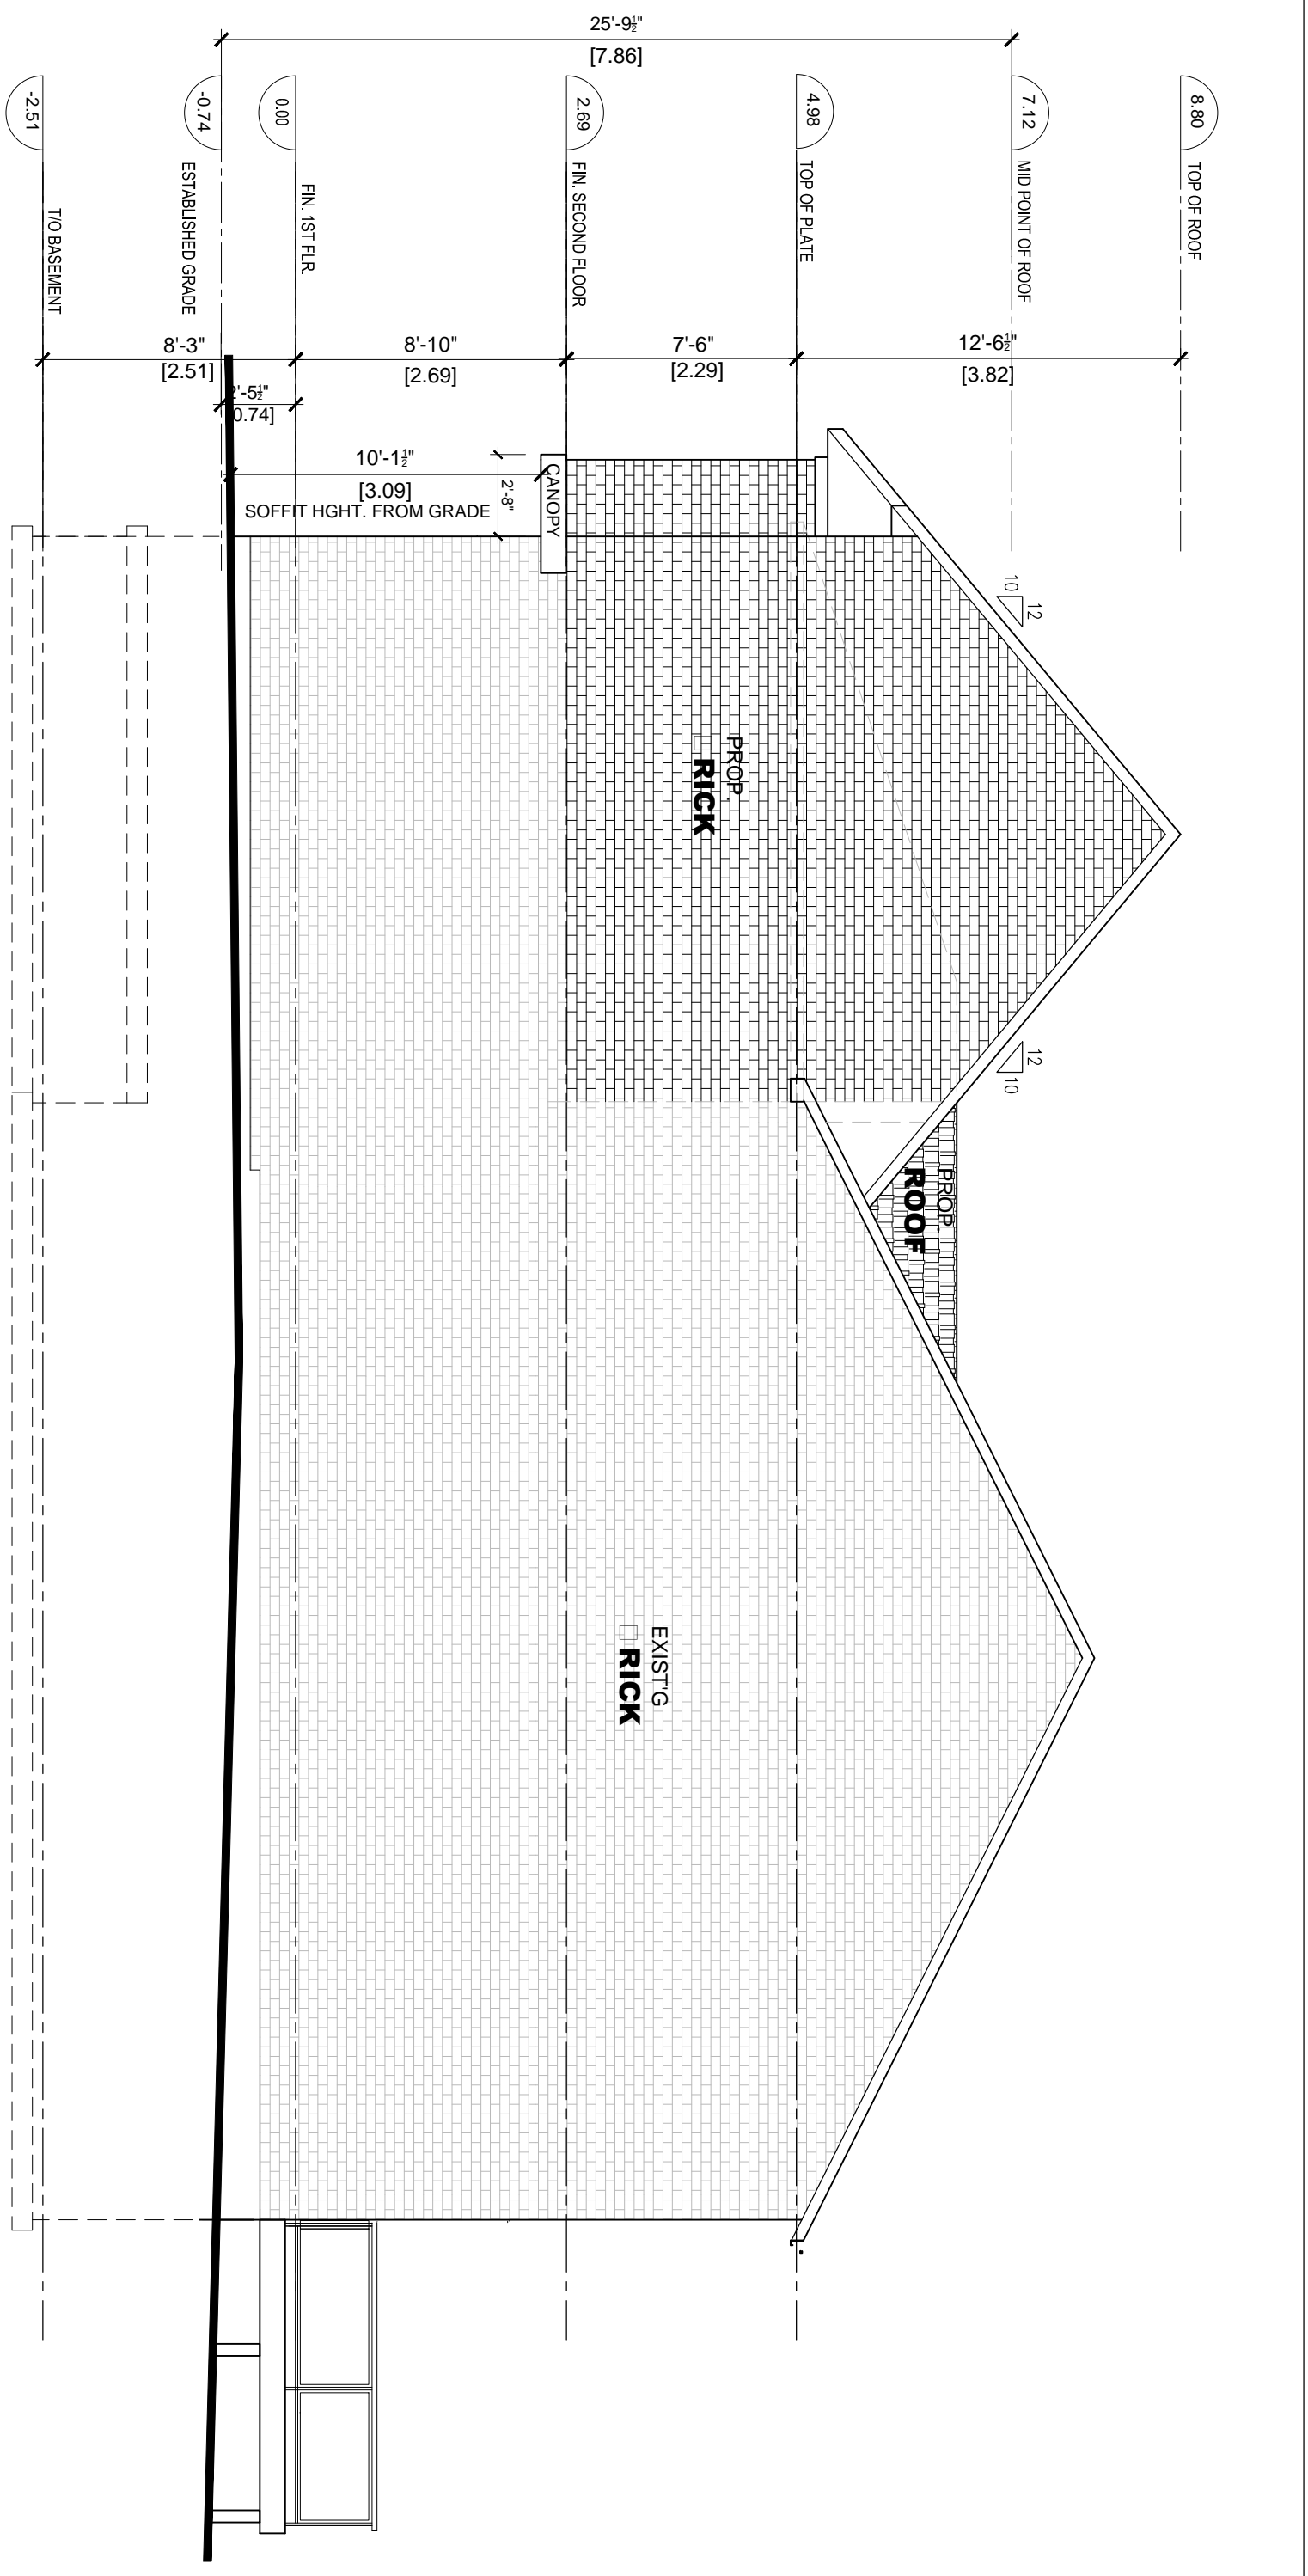 25'-9½"
[7.86]
8.80
TOP OF ROOF
7.12
MID POINT OF ROOF
4.98
TOP OF PLATE
2.69
FIN. SECOND FLOOR
0.00
FIN. 1ST FLR.
-0.74
ESTABLISHED GRADE
-2.51
T/O BASEMENT
12'-6½"
[3.82]
7'-6"
[2.29]
8'-10"
[2.69]
8'-3"
[2.51]
2'-5½"
[0.74]
10'-1½"
[3.09]
SOFFIT HGHT. FROM GRADE
2'-8"
CANOPY
12
10
12
10
PROP.
□RICK
PROP.
ROOF
EXIST'G
□RICK